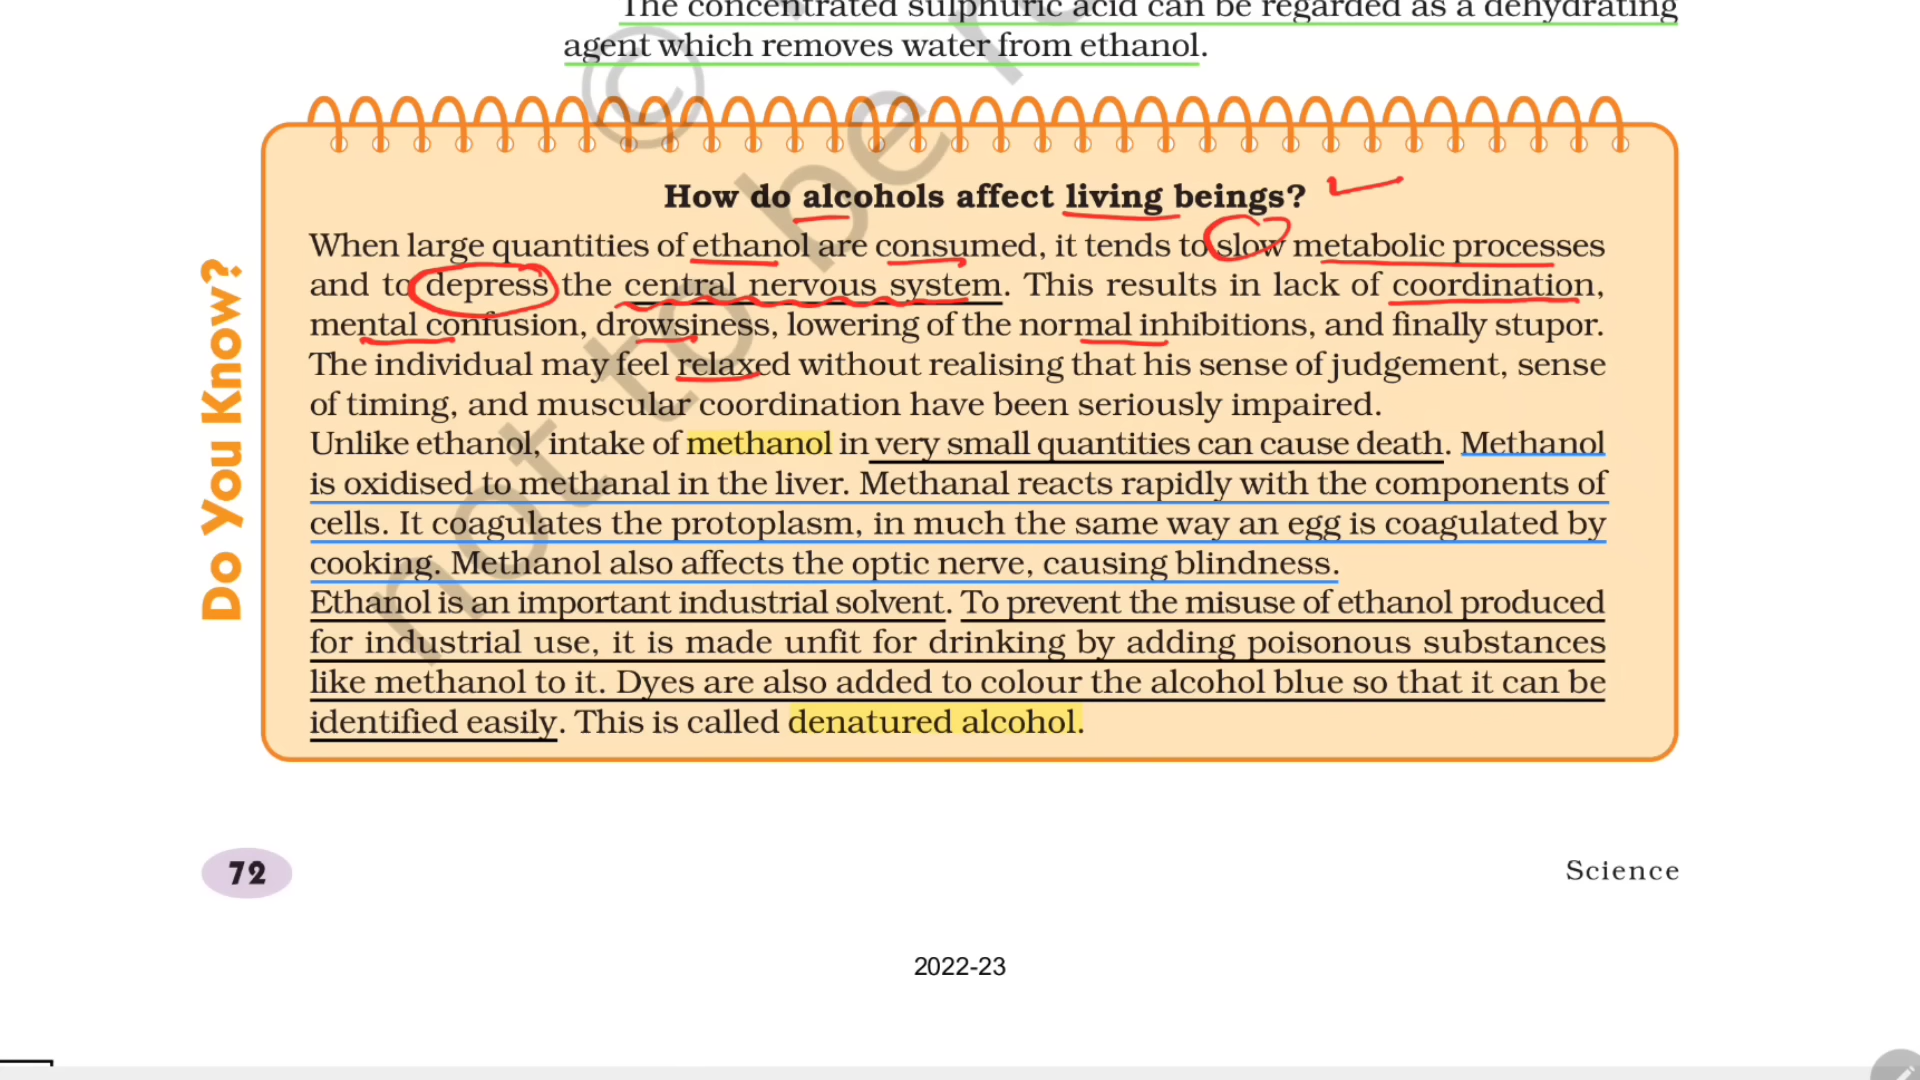 The concentrated sulphuric acid can be regarded as a dehydrating
agent which removes water from ethanol.
How do alcohols affect living beings?
When large quantities of ethanol are consumed, it tends to slow metabolic processes
and to depress the central nervous system. This results in lack of coordination,
mental confusion, drowsiness, lowering of the normal inhibitions, and finally stupor.
The individual may feel relaxed without realising that his sense of judgement, sense
of timing, and muscular coordination have been seriously impaired.
Unlike ethanol, intake of methanol in very small quantities can cause death. Methanol
is oxidised to methanal in the liver. Methanal reacts rapidly with the components of
cells. It coagulates the protoplasm, in much the same way an egg is coagulated by
cooking. Methanol also affects the optic nerve, causing blindness.
Ethanol is an important industrial solvent. To prevent the misuse of ethanol produced
for industrial use, it is made unfit for drinking by adding poisonous substances
like methanol to it. Dyes are also added to colour the alcohol blue so that it can be
identified easily. This is called denatured alcohol.
Do You Know?
© not to be re
72
Science
2022-23